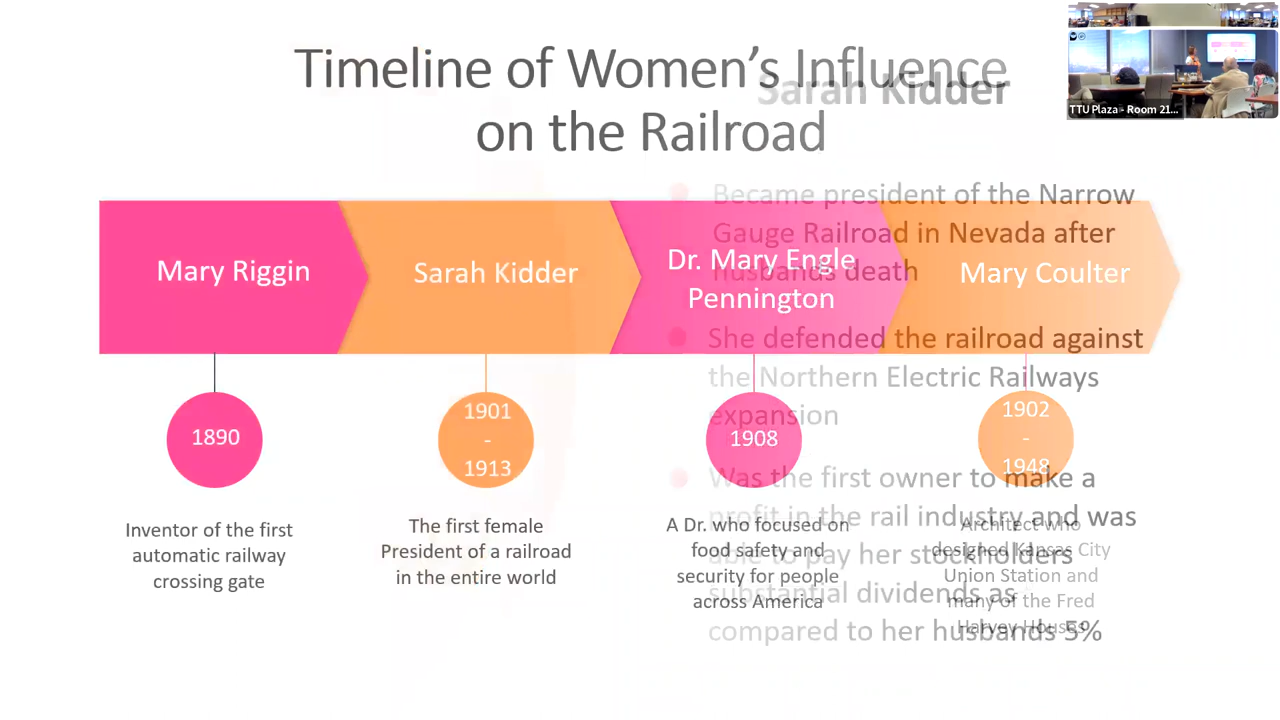 Timeline of Women's Influence
on the Railroad
Mary Riggin
Sarah Kidder
Dr. Mary Engle
Pennington
Mary Coulter
1890
1901
-
1913
1908
1902
-
1948
Inventor of the first
automatic railway
crossing gate
The first female
President of a railroad
in the entire world
A Dr. who focused on
food safety and
security for people
across America
Architect who
designed Kansas City
Union Station and
many of the Fred
Harvey Houses
Sarah Kidder
Became president of the Narrow
Gauge Railroad in Nevada after
husbands death
She defended the railroad against
the Northern Electric Railways
expansion
Was the first owner to make a
profit in the rail industry and was
able to pay her stockholders
substantial dividends as
compared to her husbands 5%
TTU Plaza - Room 21...